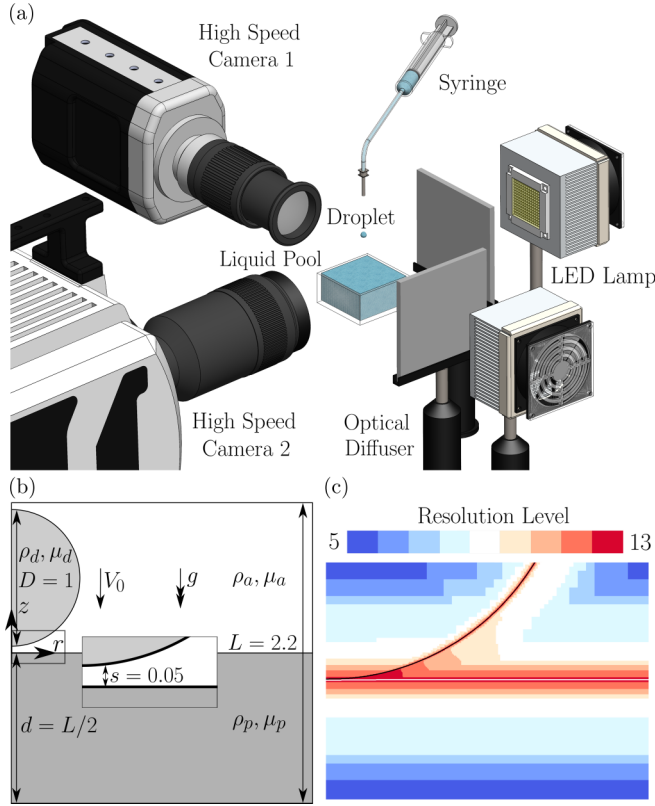 (a)
High Speed
Camera 1
Syringe
Droplet
Liquid Pool
LED Lamp
High Speed
Camera 2
Optical
Diffuser
(b)
ρ_d, μ_d
D = 1
z
r
V_0
g
ρ_a, μ_a
L = 2.2
s = 0.05
d = L/2
ρ_p, μ_p
(c)
Resolution Level
5
13